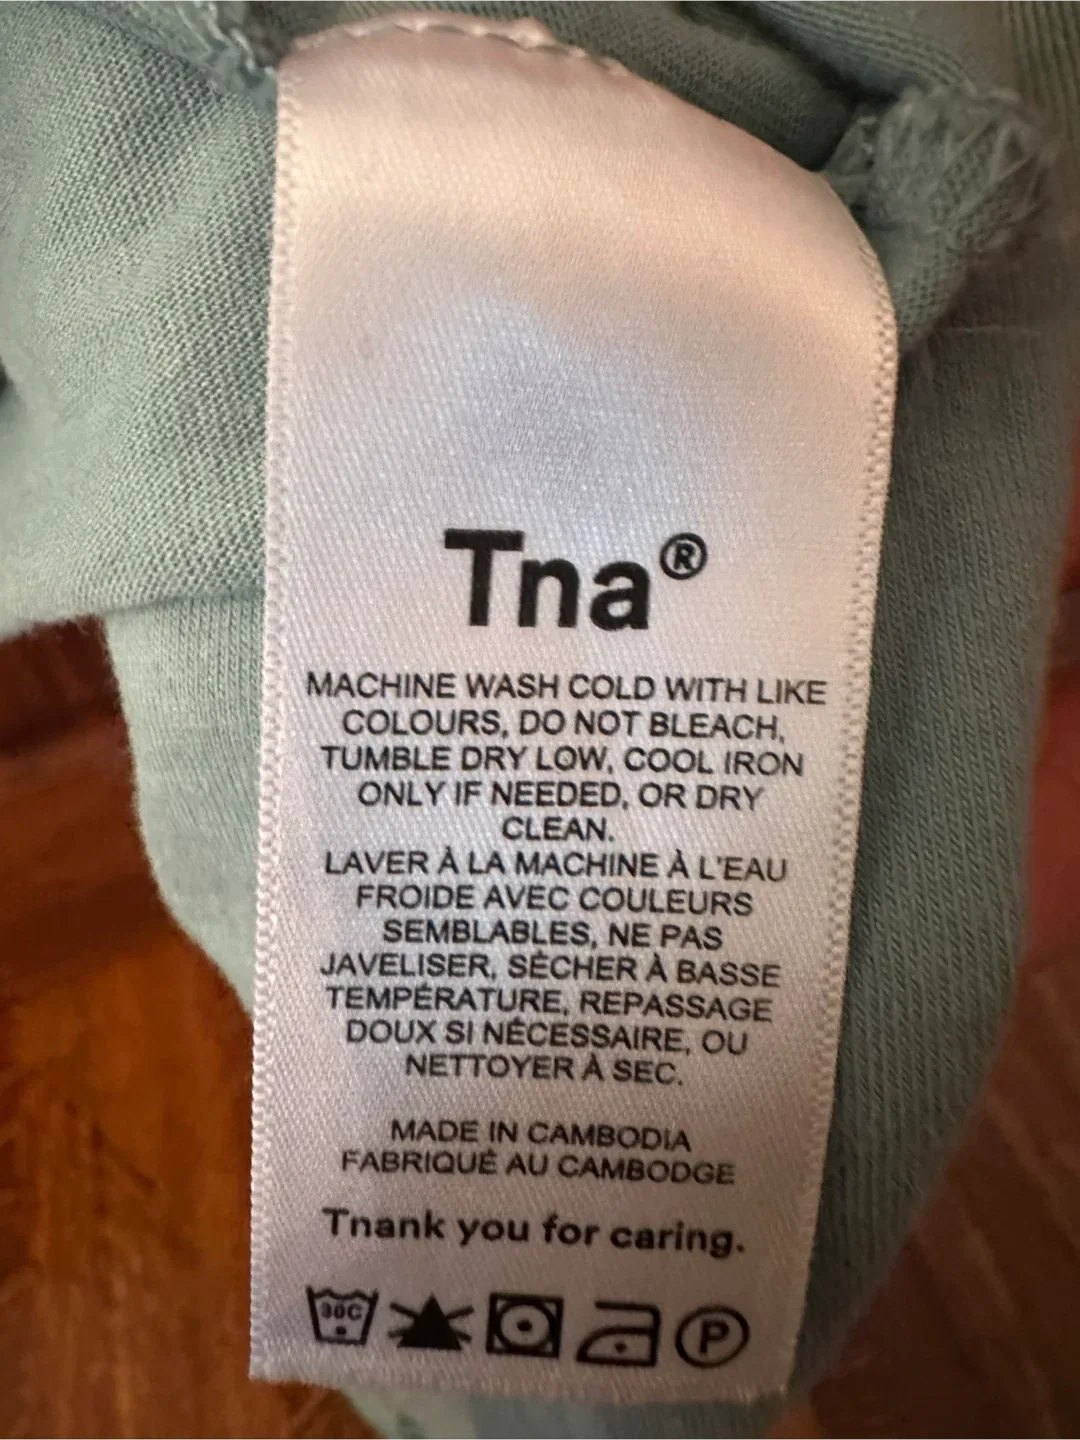 Tna®
MACHINE WASH COLD WITH LIKE
COLOURS, DO NOT BLEACH,
TUMBLE DRY LOW, COOL IRON
ONLY IF NEEDED, OR DRY
CLEAN.
LAVER À LA MACHINE À L'EAU
FROIDE AVEC COULEURS
SEMBLABLES, NE PAS
JAVELISER, SÉCHER À BASSE
TEMPÉRATURE, REPASSAGE
DOUX SI NÉCESSAIRE, OU
NETTOYER À SEC.
MADE IN CAMBODIA
FABRIQUÉ AU CAMBODGE
Tnank you for caring.
30C P